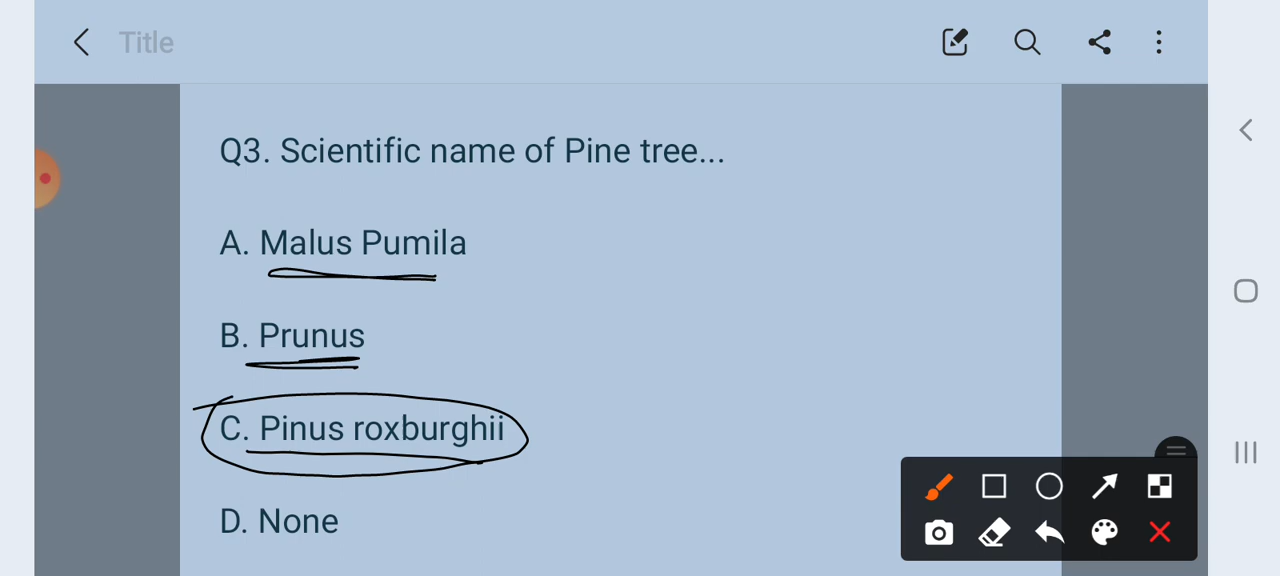 Title
Q3. Scientific name of Pine tree...
A. Malus Pumila
B. Prunus
C. Pinus roxburghii
D. None